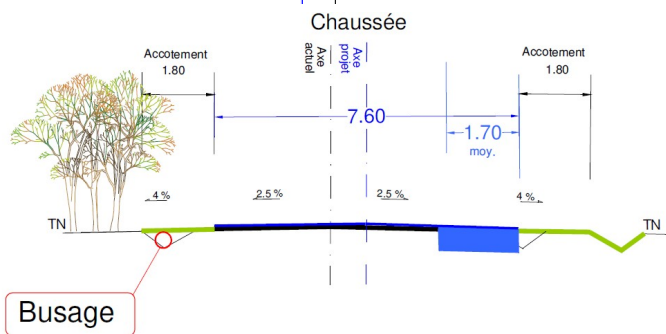 Chaussée
Accotement
1.80
Axe
actuel
Axe
projet
Accotement
1.80
7.60
1.70
moy.
4 %
2.5 %
2.5 %
4 %
TN
TN
Busage